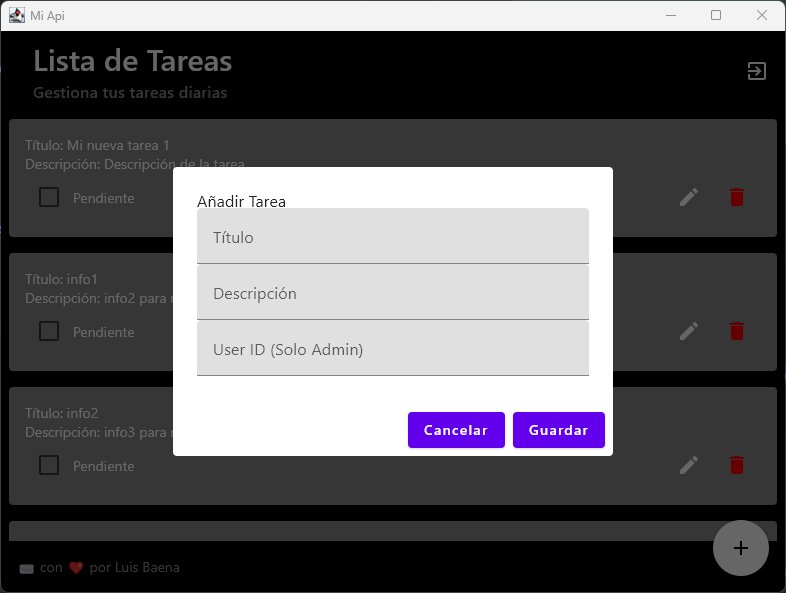 Mi Api
Lista de Tareas
Gestiona tus tareas diarias
Título: Mi nueva tarea 1
Descripción: Descripción de la tarea
Pendiente
Añadir Tarea
Título
Descripción
User ID (Solo Admin)
Cancelar Guardar
Título: info1
Descripción: info2 para
Pendiente
Título: info2
Descripción: info3 para
Pendiente
con ❤️ por Luis Baena